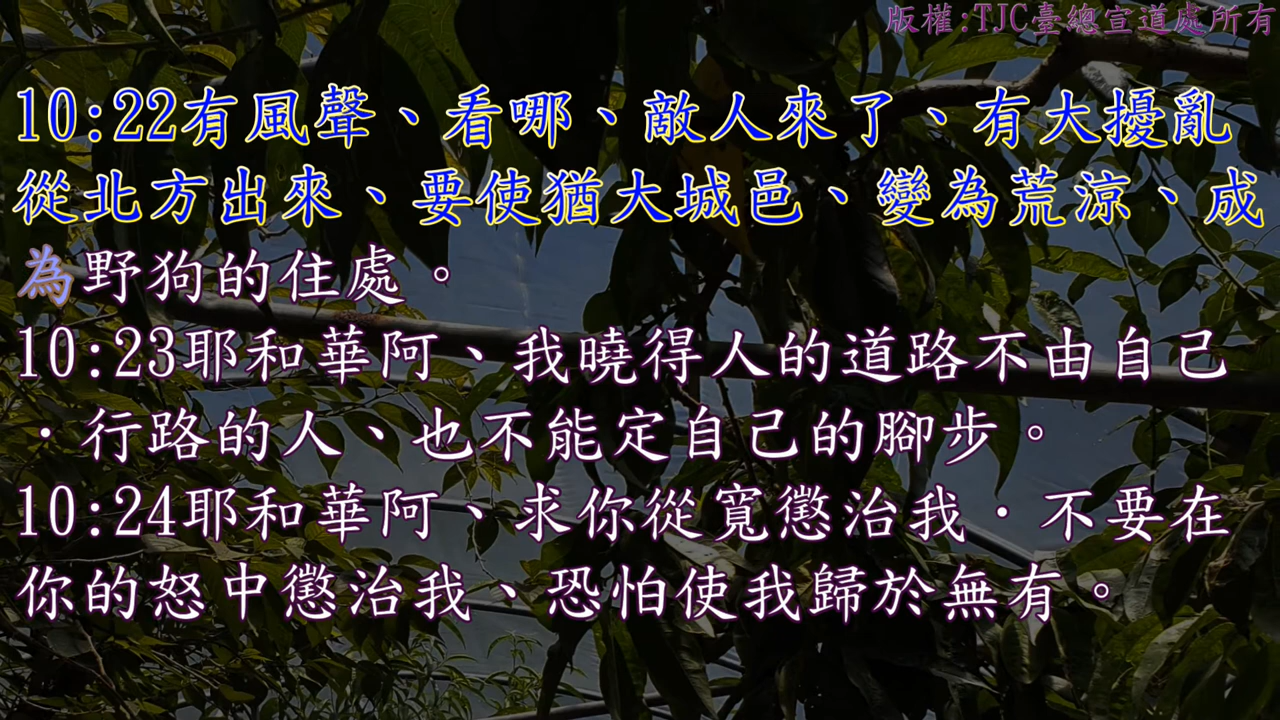 版權:TJC臺總宣道處所有
10:22有風聲、看哪、敵人來了、有大擾亂
從北方出來、要使猶大城邑、變為荒涼、成
為野狗的住處。
10:23耶和華阿、我曉得人的道路不由自己
．行路的人、也不能定自己的腳步。
10:24耶和華阿、求你從寬懲治我．不要在
你的怒中懲治我、恐怕使我歸於無有。